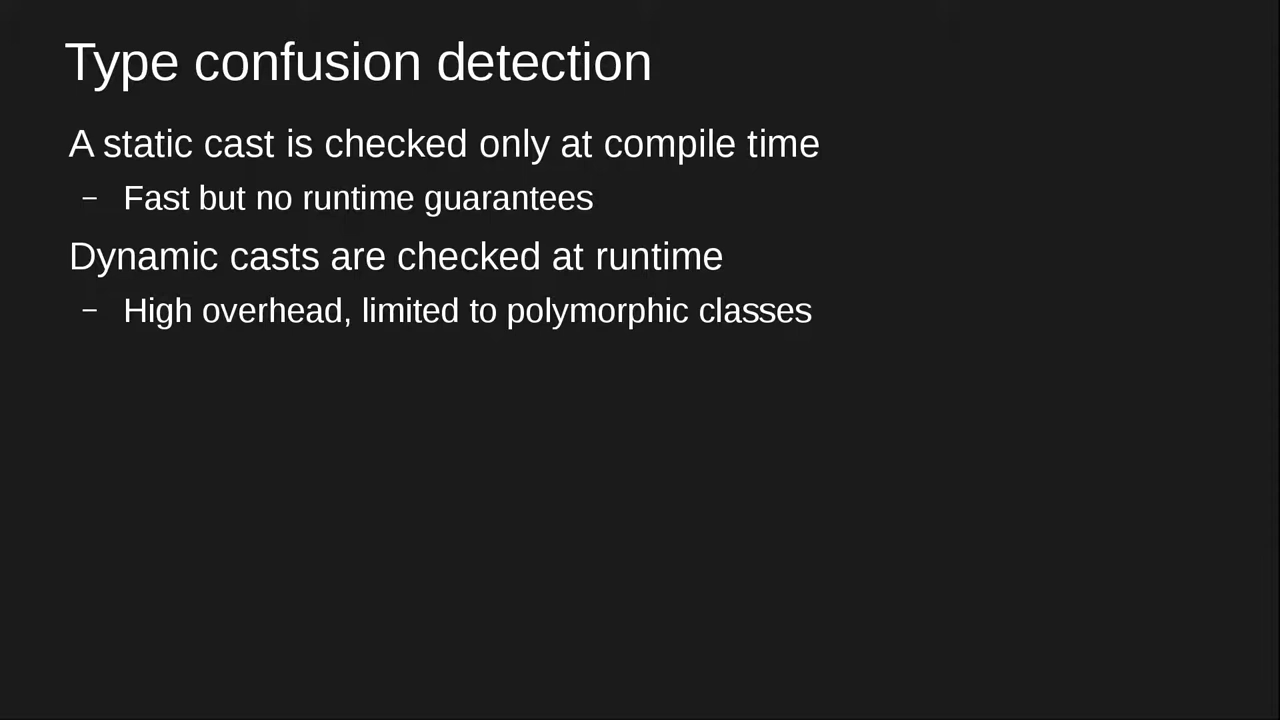 Type confusion detection
A static cast is checked only at compile time
– Fast but no runtime guarantees
Dynamic casts are checked at runtime
– High overhead, limited to polymorphic classes